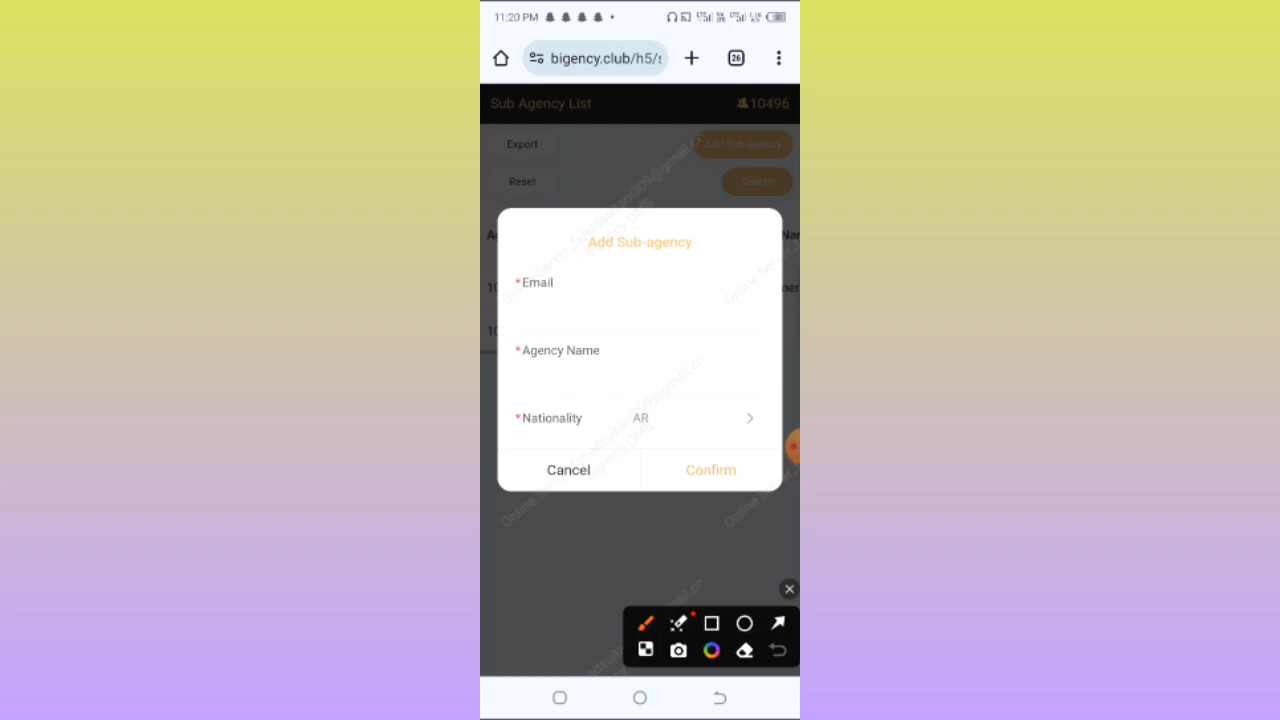 11:20 PM
bigency.club/h5/s
26
Sub Agency List
10496
Export
Add Sub-agency
Reset
Search
Add Sub-agency
*Email
*Agency Name
*Nationality AR
Cancel Confirm